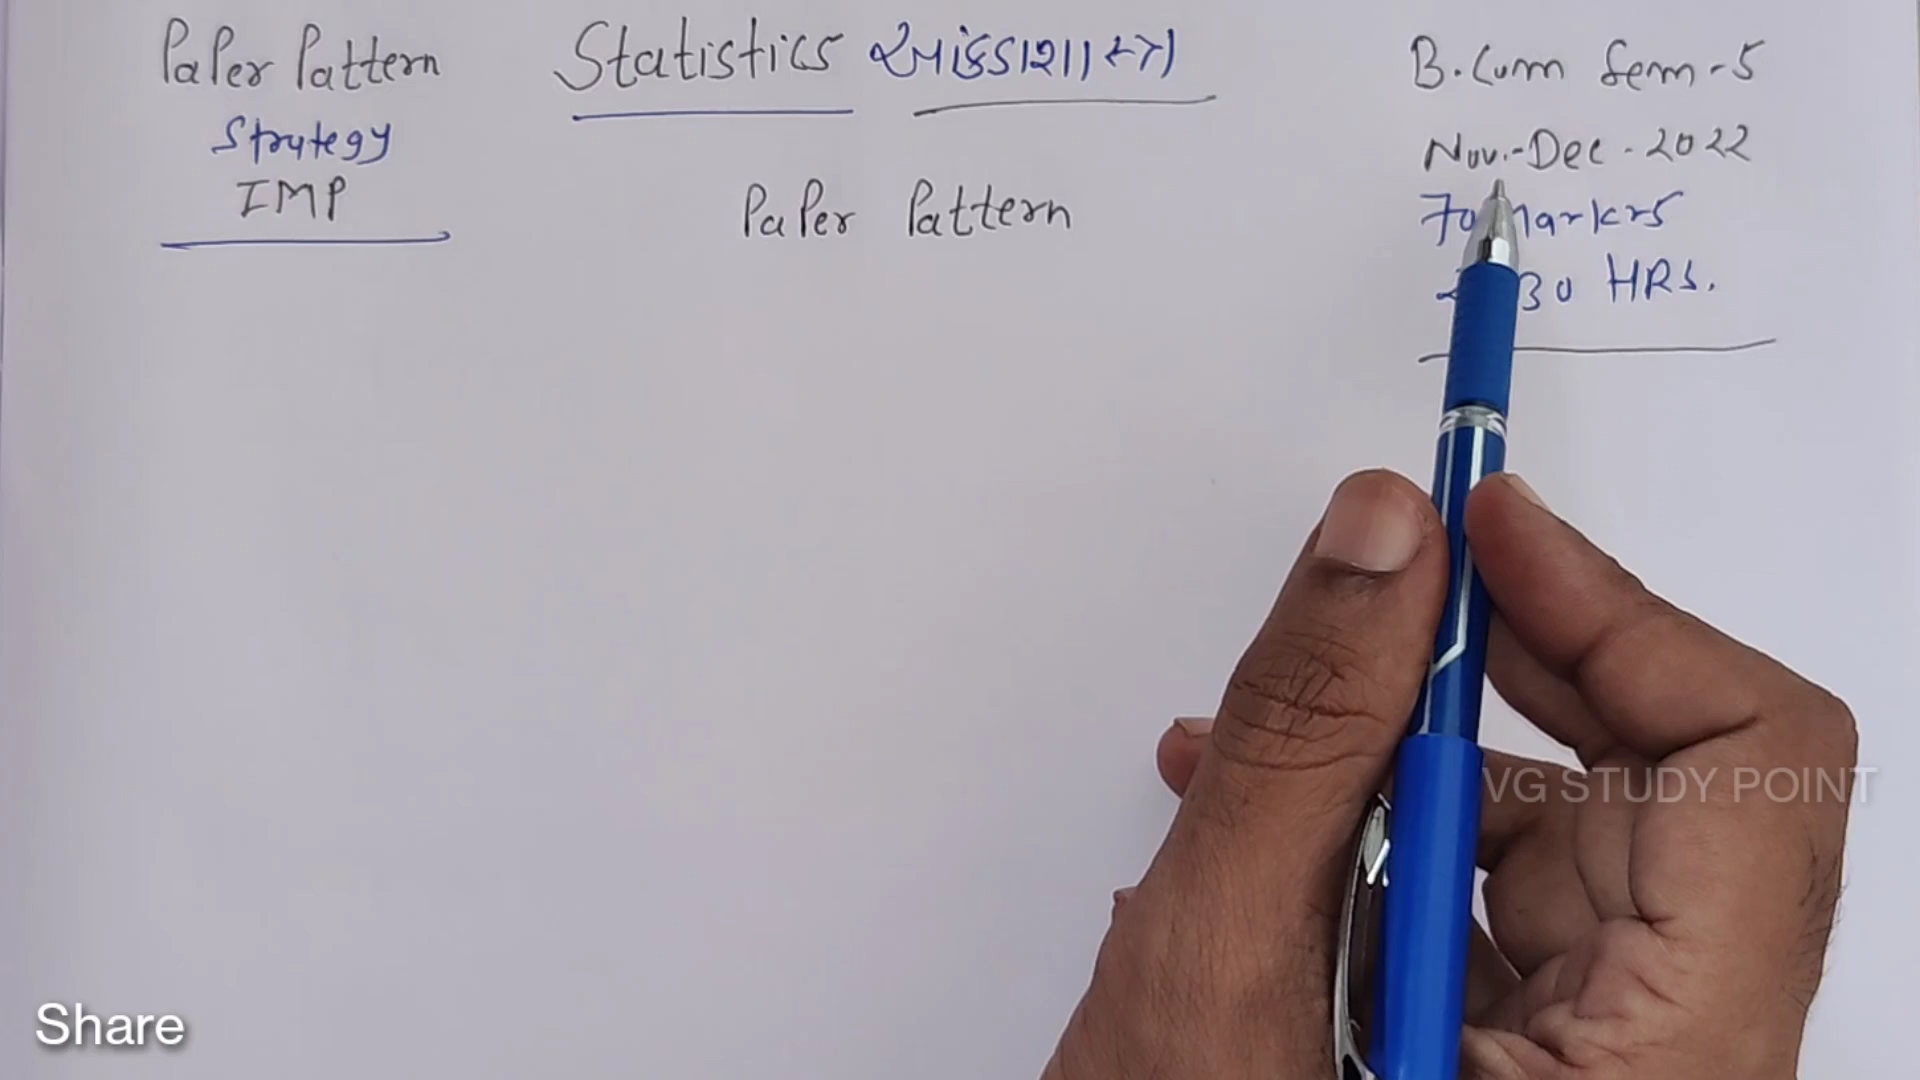 Paper Pattern
Strategy
IMP
Statistics આંકડાશાસ્ત્ર
Paper Pattern
B.Com Sem-5
Nov.-Dec.-2022
70 Marks
30 HRS.
VG STUDY POINT
Share